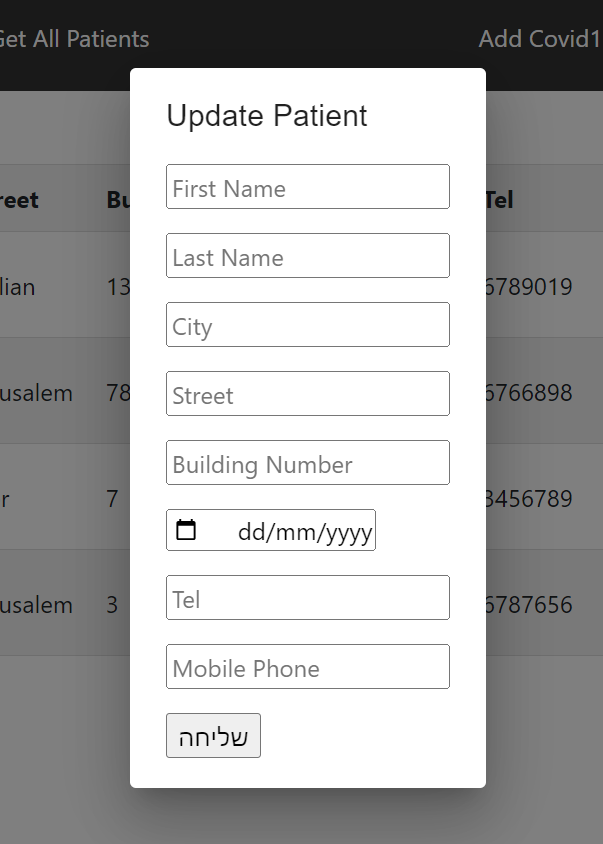 Get All Patients Add Covid1
Update Patient
First Name
reet Bu Tel
Last Name
lian 13 6789019
City
usalem 78 6766898
Street
Building Number
r 7 3456789
dd/mm/yyyy
Tel
usalem 3 6787656
Mobile Phone
שליחה